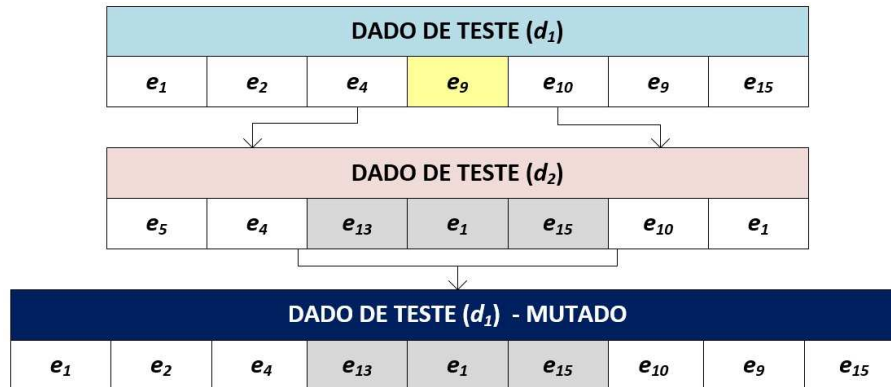 DADO DE TESTE (d₁)
e₁ e₂ e₄ e₉ e₁₀ e₉ e₁₅
DADO DE TESTE (d₂)
e₅ e₄ e₁₃ e₁ e₁₅ e₁₀ e₁
DADO DE TESTE (d₁) - MUTADO
e₁ e₂ e₄ e₁₃ e₁ e₁₅ e₁₀ e₉ e₁₅